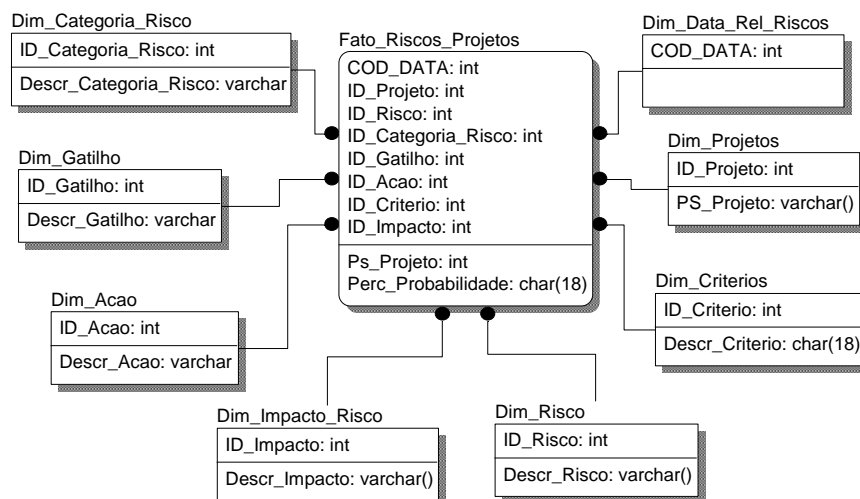 Dim_Categoria_Risco
ID_Categoria_Risco: int
Descr_Categoria_Risco: varchar
Dim_Gatilho
ID_Gatilho: int
Descr_Gatilho: varchar
Dim_Acao
ID_Acao: int
Descr_Acao: varchar
Fato_Riscos_Projetos
COD_DATA: int
ID_Projeto: int
ID_Risco: int
ID_Categoria_Risco: int
ID_Gatilho: int
ID_Acao: int
ID_Criterio: int
ID_Impacto: int
Ps_Projeto: int
Perc_Probabilidade: char(18)
Dim_Data_Rel_Riscos
COD_DATA: int
Dim_Projetos
ID_Projeto: int
PS_Projeto: varchar()
Dim_Criterios
ID_Criterio: int
Descr_Criterio: char(18)
Dim_Impacto_Risco
ID_Impacto: int
Descr_Impacto: varchar()
Dim_Risco
ID_Risco: int
Descr_Risco: varchar()